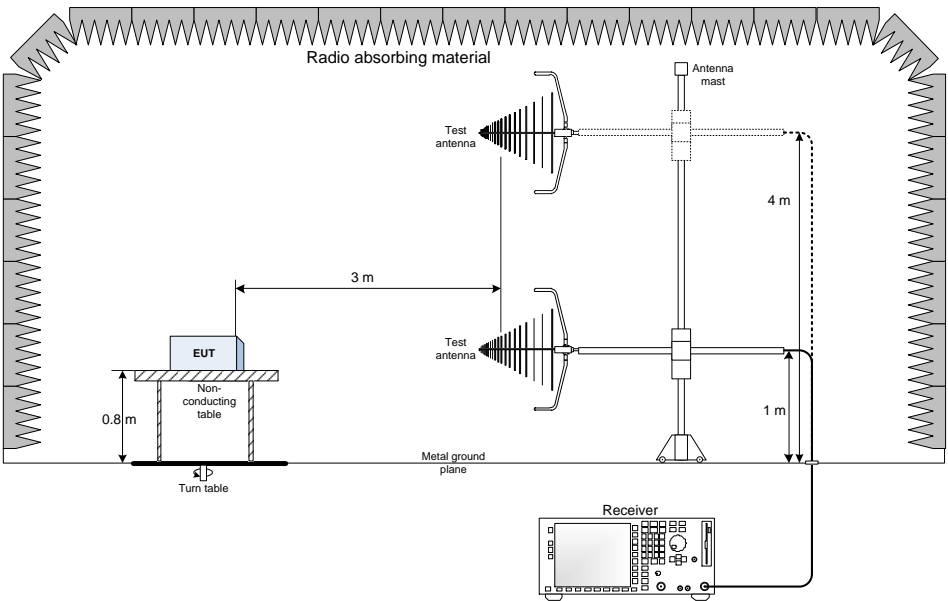 Radio absorbing material
Antenna
mast
Test
antenna
4 m
3 m
Test
antenna
EUT
Non-
conducting
table
0.8 m
1 m
Metal ground
plane
Turn table
Receiver